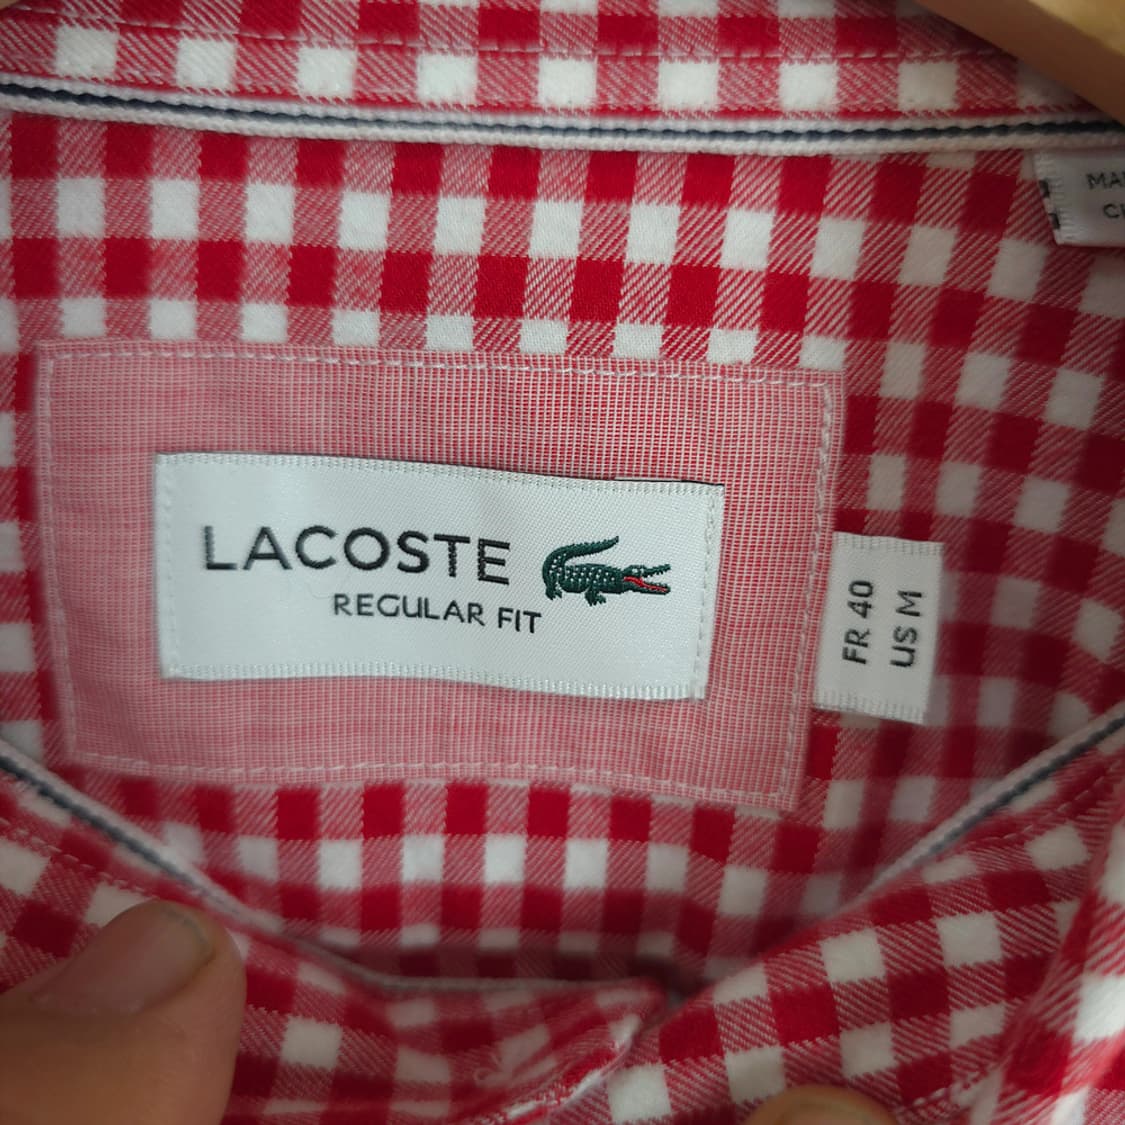 LACOSTE
REGULAR FIT
FR 40
US M